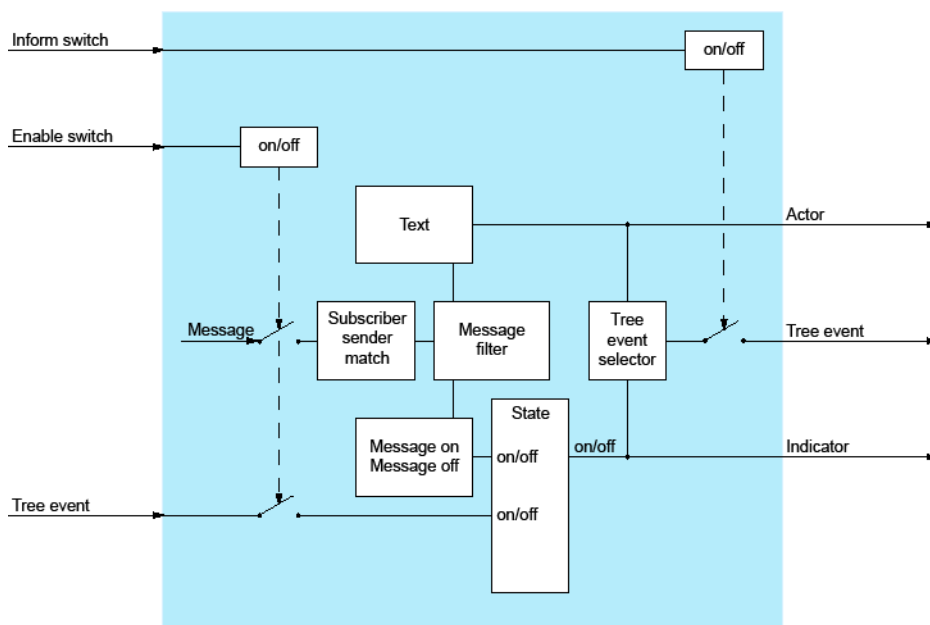 Inform switch
on/off
Enable switch
on/off
Text
Actor
Message
Subscriber
sender
match
Message
filter
Tree
event
selector
Tree event
State
Message on
Message off
on/off
on/off
Indicator
Tree event
on/off